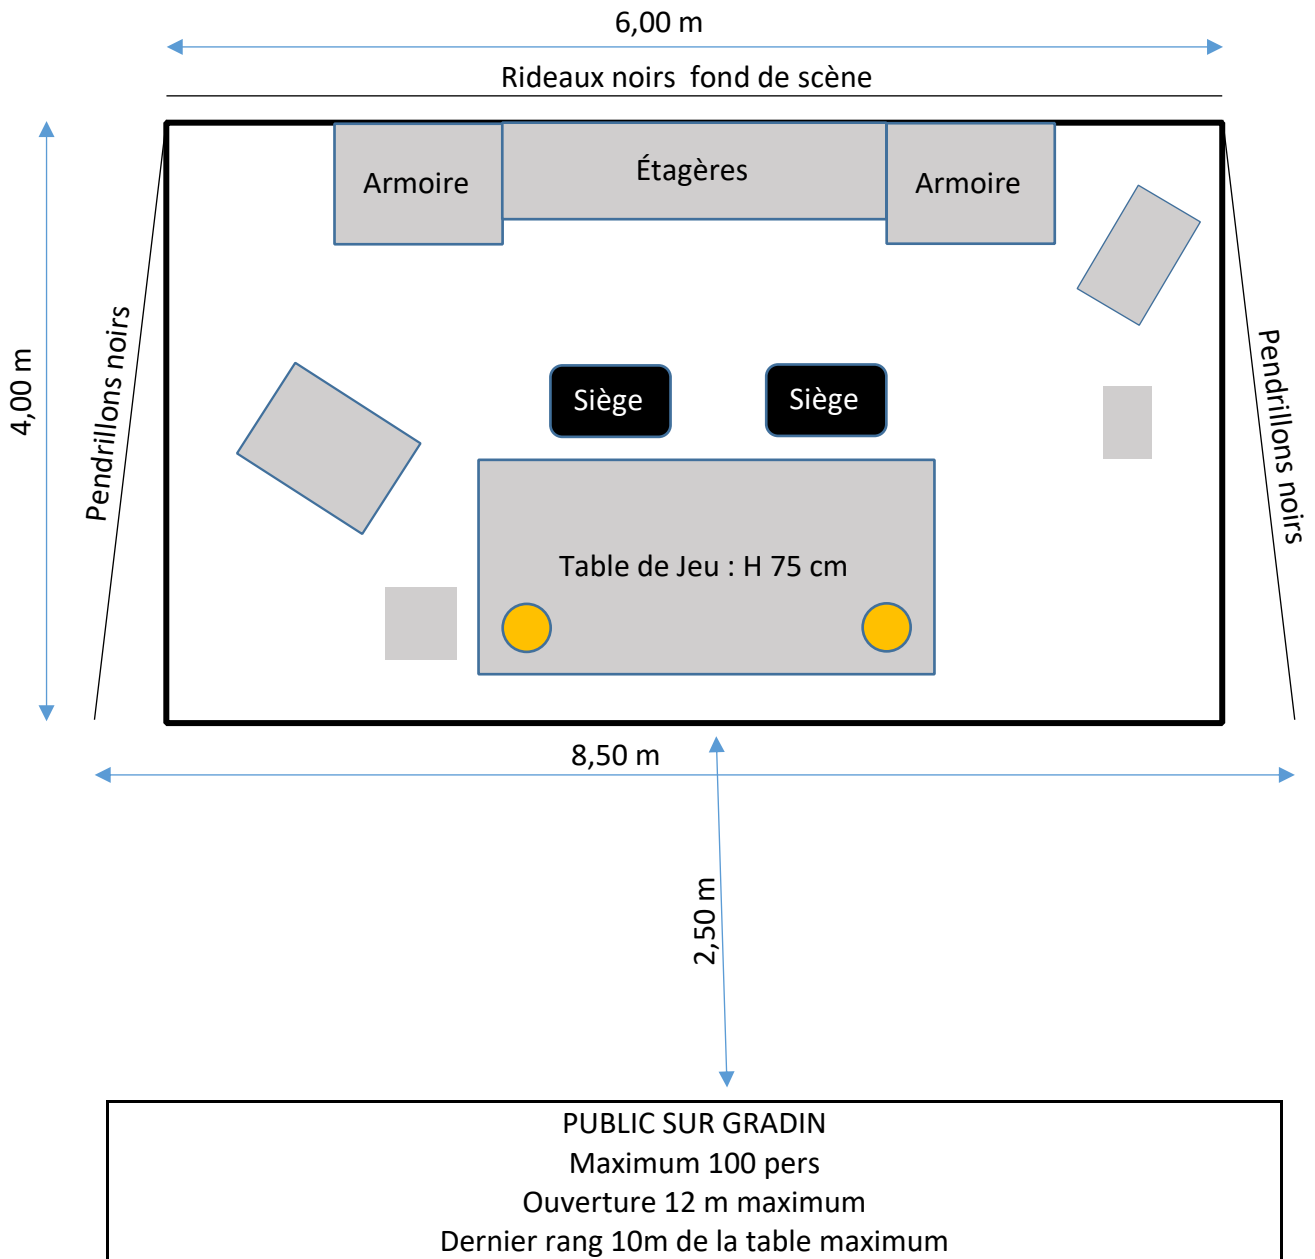 6,00 m
Rideaux noirs fond de scène
Armoire
Étagères
Armoire
4,00 m
Pendrillons noirs
Pendrillons noirs
Siège
Siège
Table de Jeu : H 75 cm
8,50 m
2,50 m
PUBLIC SUR GRADIN
Maximum 100 pers
Ouverture 12 m maximum
Dernier rang 10m de la table maximum